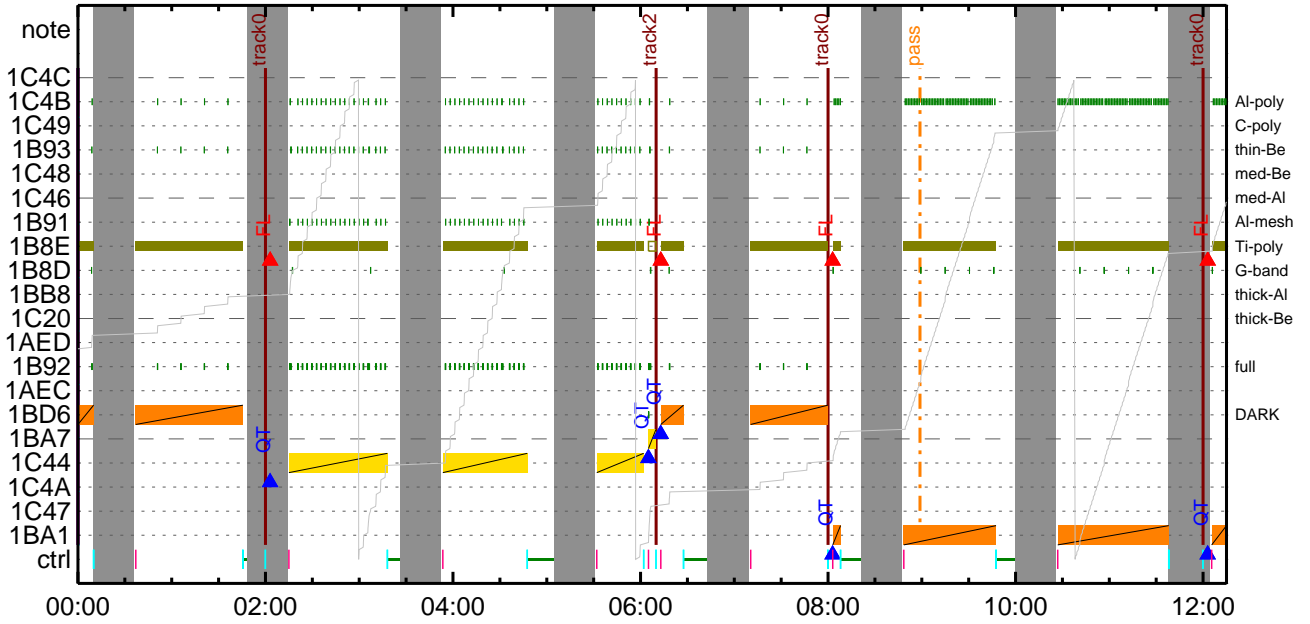 note
track0
track2
track0
pass
track0
1C4C
1C4B Al-poly
1C49 C-poly
1B93 thin-Be
1C48 med-Be
1C46 med-Al
1B91 Al-mesh
FL
FL
FL
FL
1B8E Ti-poly
1B8D G-band
1BB8 thick-Al
1C20 thick-Be
1AED
1B92 full
1AEC
QT
1BD6 DARK
QT
QT
1BA7
1C44
1C4A
1C47
QT
QT
1BA1
ctrl
00:00 02:00 04:00 06:00 08:00 10:00 12:00